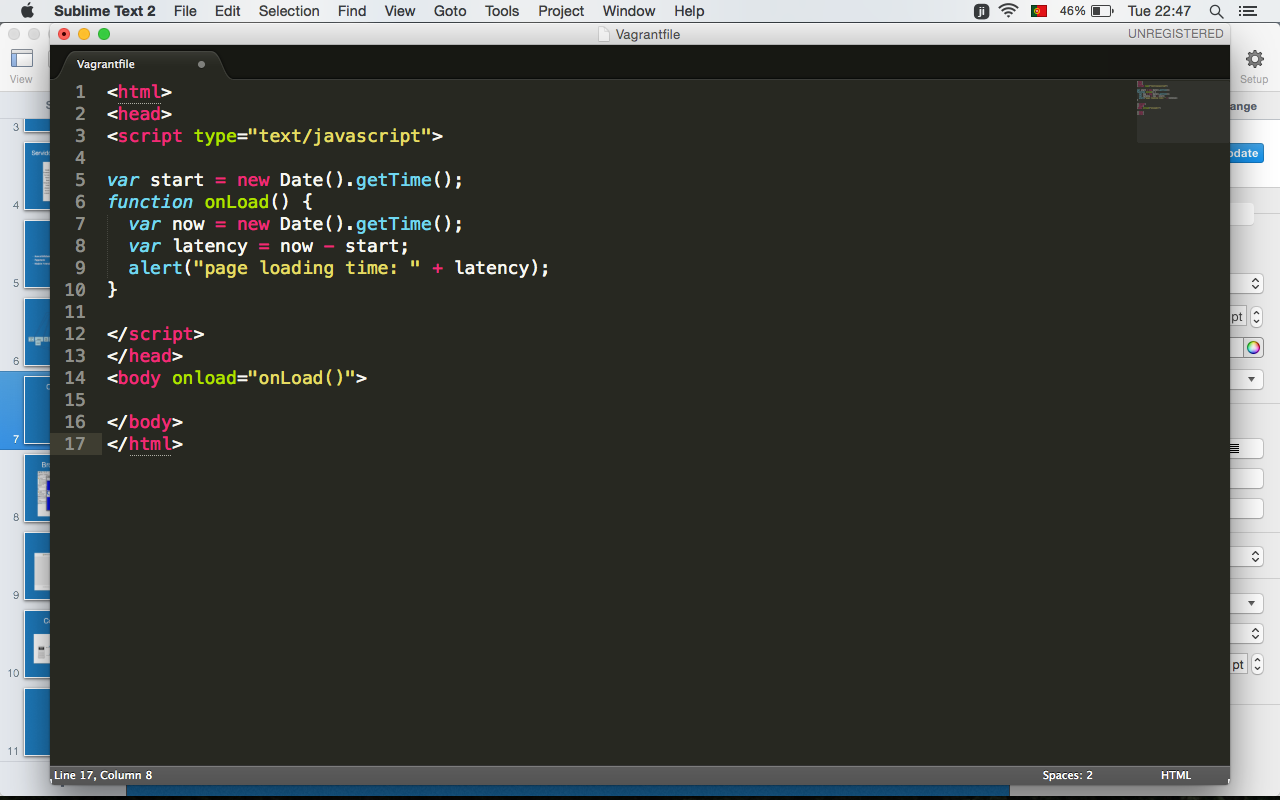 Sublime Text 2 File Edit Selection Find View Goto Tools Project Window Help ji 46% Tue 22:47
Vagrantfile UNREGISTERED
View Setup
Vagrantfile
1 <html>
2 <head>
3 <script type="text/javascript">
4
5 var start = new Date().getTime();
6 function onLoad() {
7 var now = new Date().getTime();
8 var latency = now - start;
9 alert("page loading time: " + latency);
10 }
11
12 </script>
13 </head>
14 <body onload="onLoad()">
15
16 </body>
17 </html>
3
4
5
6
7
8
9
10
11
pt
pt
Line 17, Column 8 Spaces: 2 HTML